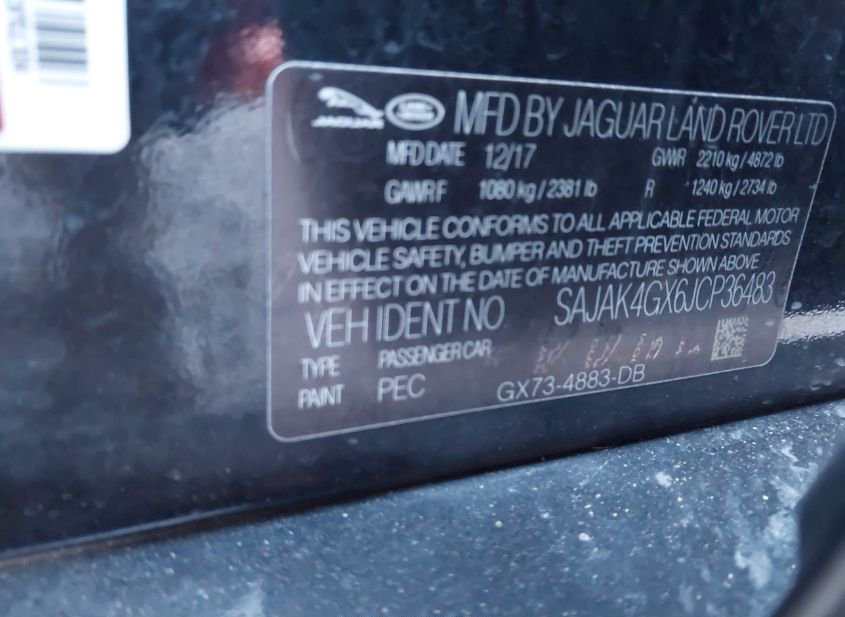 JAGUAR LAND ROVER MFD BY JAGUAR LAND ROVER LTD
MFD DATE 12/17 GVWR 2210 kg / 4872 lb
GAWR F 1080 kg / 2381 lb R 1240 kg / 2734 lb
THIS VEHICLE CONFORMS TO ALL APPLICABLE FEDERAL MOTOR
VEHICLE SAFETY, BUMPER AND THEFT PREVENTION STANDARDS
IN EFFECT ON THE DATE OF MANUFACTURE SHOWN ABOVE
VEH IDENT NO SAJAK4GX6JCP36483
TYPE PASSENGER CAR
PAINT PEC GX73-4883-DB